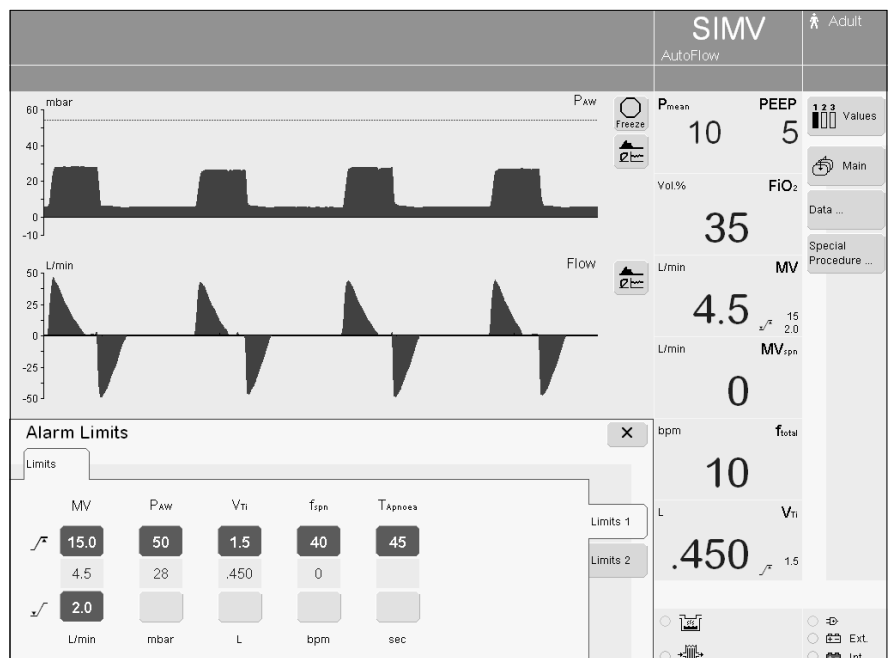 SIMV
Adult
AutoFlow
mbar
PAW
60
40
20
0
-10
Freeze
L/min
Flow
50
25
0
-25
-50
Pmean PEEP
10 5
Vol.% FiO2
35
L/min MV
4.5 15
2.0
L/min MVspn
0
bpm ftotal
10
L VTi
.450 1.5
1 2 3
Values
Main
Data ...
Special
Procedure ...
Alarm Limits
Limits
MV PAW VTi fspn TApnoea
15.0 50 1.5 40 45
4.5 28 .450 0
2.0
L/min mbar L bpm sec
Limits 1
Limits 2
Ext.
Int.